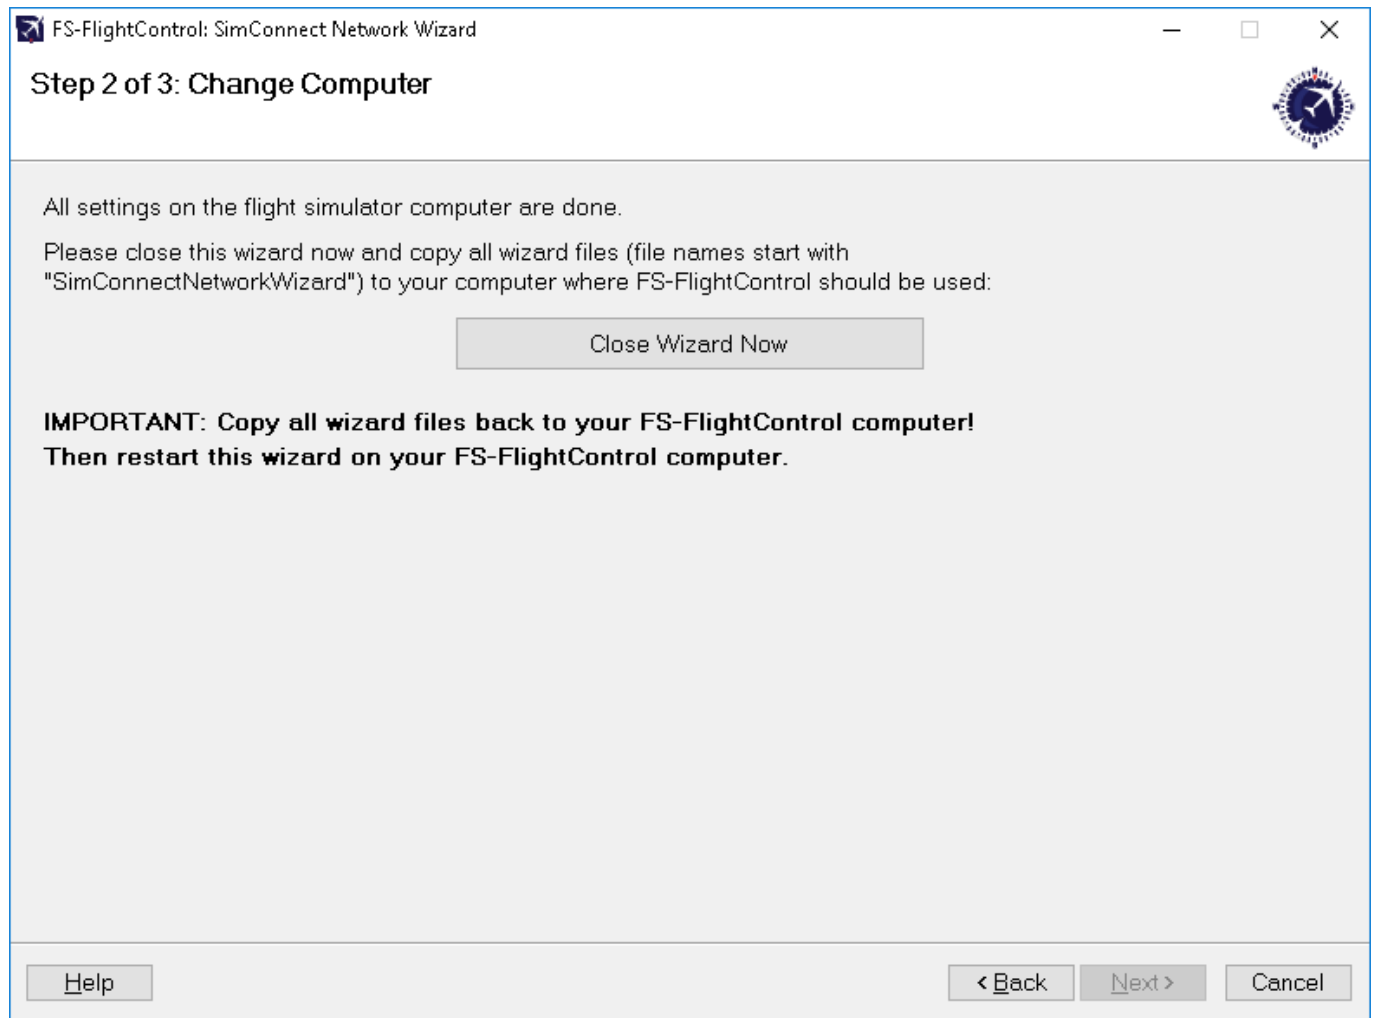 FS-FlightControl: SimConnect Network Wizard
Step 2 of 3: Change Computer
All settings on the flight simulator computer are done.
Please close this wizard now and copy all wizard files (file names start with
"SimConnectNetworkWizard") to your computer where FS-FlightControl should be used:
Close Wizard Now
IMPORTANT: Copy all wizard files back to your FS-FlightControl computer!
Then restart this wizard on your FS-FlightControl computer.
Help
< Back
Next >
Cancel